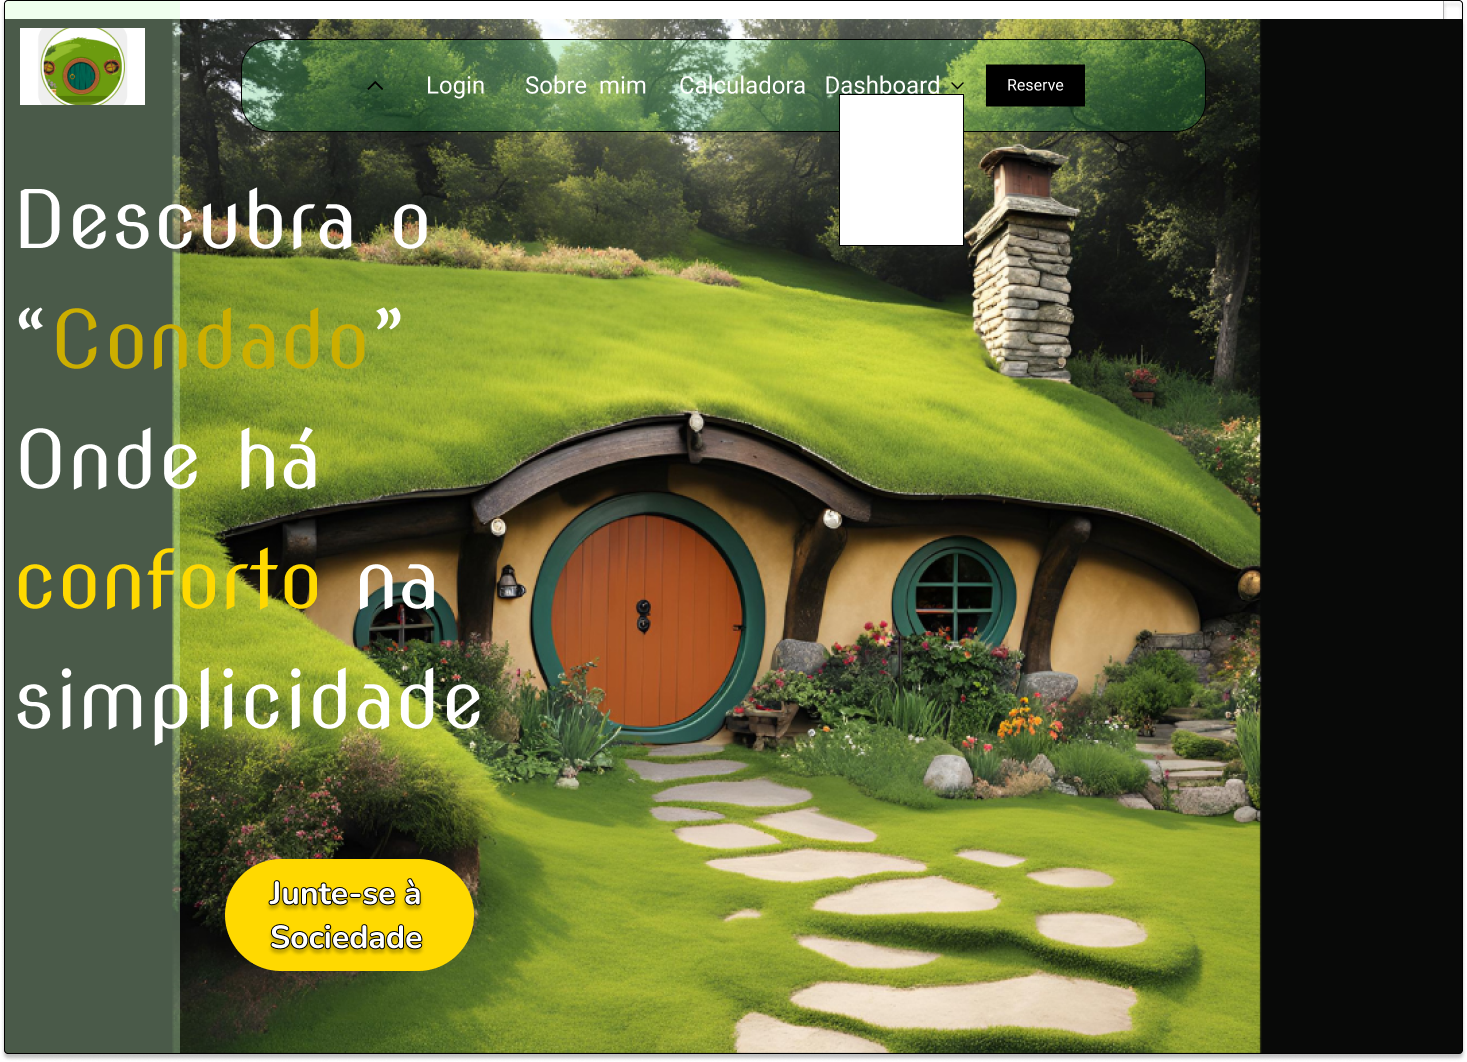 Login Sobre mim Calculadora Dashboard Reserve
Descubra o
“Condado”
Onde há
conforto na
simplicidade
Junte-se à
Sociedade